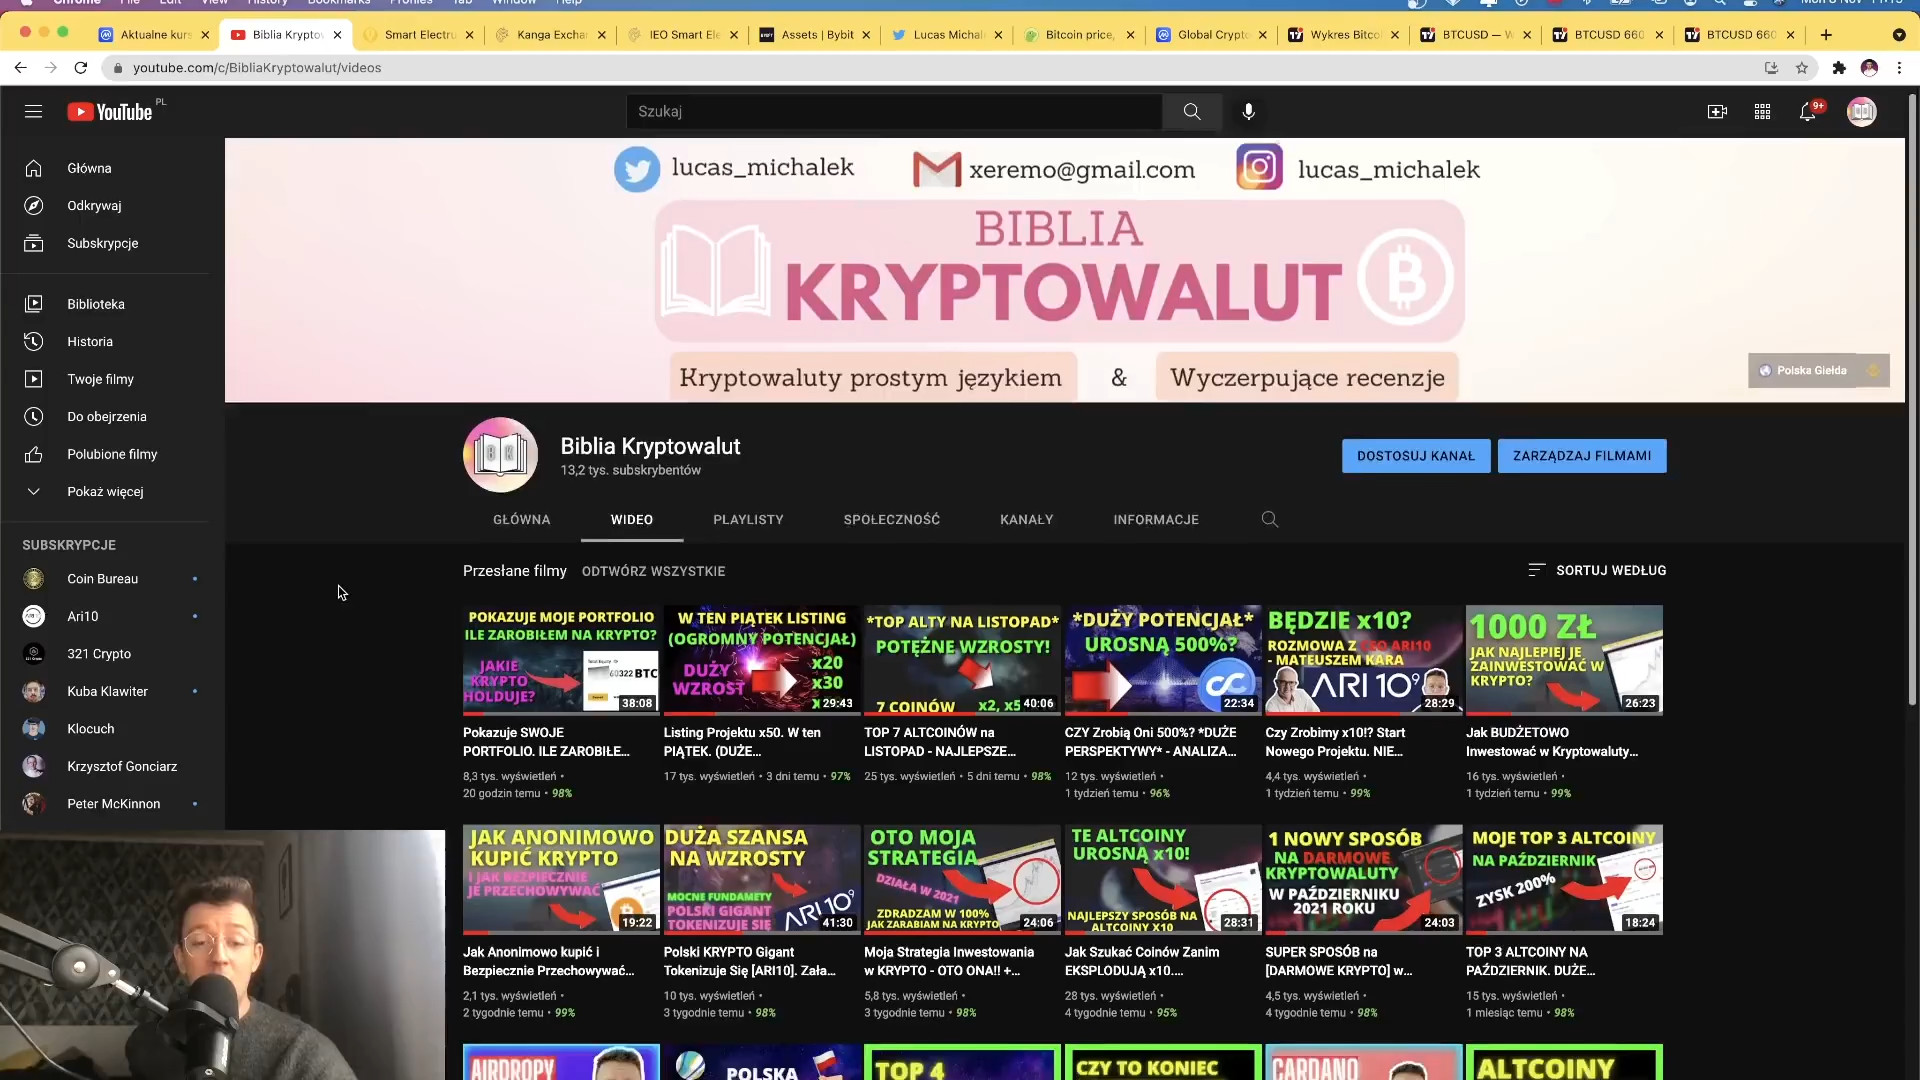 Chrome File Edit View History Bookmarks Profiles Tab Window Help
Aktualne kurs
Biblia Krypto
Smart Electr
Kanga Excha
IEO Smart El
Assets | Bybit
Lucas Michal
Bitcoin price,
Global Crypt
Wykres Bitco
BTCUSD — W
BTCUSD 660
BTCUSD 660
youtube.com/c/BibliaKryptowalut/videos
YouTube PL
Szukaj
9+
Główna
Odkrywaj
Subskrypcje
Biblioteka
Historia
Twoje filmy
Do obejrzenia
Polubione filmy
Pokaż więcej
SUBSKRYPCJE
Coin Bureau
Ari10
321 Crypto
Kuba Klawiter
Klocuch
Krzysztof Gonciarz
Peter McKinnon
lucas_michalek xeremo@gmail.com lucas_michalek
BIBLIA
KRYPTOWALUT
Kryptowaluty prostym językiem & Wyczerpujące recenzje
Polska Giełda
Biblia Kryptowalut
13,2 tys. subskrybentów
DOSTOSUJ KANAŁ ZARZĄDZAJ FILMAMI
GŁÓWNA WIDEO PLAYLISTY SPOŁECZNOŚĆ KANAŁY INFORMACJE
Przesłane filmy ODTWÓRZ WSZYSTKIE SORTUJ WEDŁUG
POKAZUJE MOJE PORTFOLIO
ILE ZAROBIŁEM NA KRYPTO?
JAKIE
KRYPTO
HOLDUJE?
60322 BTC
38:08
Pokazuje SWOJE
PORTFOLIO. ILE ZAROBIŁE...
8,3 tys. wyświetleń •
20 godzin temu • 98%
W TEN PIĄTEK LISTING
(OGROMNY POTENCJAŁ)
DUŻY
WZROST
x20
x30
29:43
Listing Projektu x50. W ten
PIĄTEK. (DUŻE...
17 tys. wyświetleń • 3 dni temu • 97%
*TOP ALTY NA LISTOPAD*
POTĘŻNE WZROSTY!
7 COINÓW x2, x5
40:06
TOP 7 ALTCOINÓW na
LISTOPAD - NAJLEPSZE...
25 tys. wyświetleń • 5 dni temu • 98%
*DUŻY POTENCJAŁ*
UROSNĄ 500%?
22:34
CZY Zrobią Oni 500%? *DUŻE
PERSPEKTYWY* - ANALIZA...
12 tys. wyświetleń •
1 tydzień temu • 96%
BĘDZIE x10?
ROZMOWA Z CEO ARI10
- MATEUSZEM KARA
ARI10
28:29
Czy Zrobimy x10!? Start
Nowego Projektu. NIE...
4,4 tys. wyświetleń •
1 tydzień temu • 99%
1000 ZŁ
JAK NAJLEPIEJ JE
ZAINWESTOWAĆ W
KRYPTO?
26:23
Jak BUDŻETOWO
Inwestować w Kryptowaluty...
16 tys. wyświetleń •
1 tydzień temu • 99%
JAK ANONIMOWO
KUPIĆ KRYPTO
I JAK BEZPIECZNIE
JE PRZECHOWYWAĆ
19:22
Jak Anonimowo kupić i
Bezpiecznie Przechowywać...
2,1 tys. wyświetleń •
2 tygodnie temu • 99%
DUŻA SZANSA
NA WZROSTY
MOCNE FUNDAMETY
POLSKI GIGANT
TOKENIZUJE SIĘ
ARI10
41:30
Polski KRYPTO Gigant
Tokenizuje Się [ARI10]. Zała...
10 tys. wyświetleń •
3 tygodnie temu • 98%
OTO MOJA
STRATEGIA
DZIAŁA W 2021
ZDRADZAM W 100%
JAK ZARABIAM NA KRYPTO
24:06
Moja Strategia Inwestowania
w KRYPTO - OTO ONA!! +...
5,8 tys. wyświetleń •
3 tygodnie temu • 98%
TE ALTCOINY
UROSNĄ x10!
NAJLEPSZY SPOSÓB NA
ALTCOINY X10
28:31
Jak Szukać Coinów Zanim
EKSPLODUJĄ x10....
28 tys. wyświetleń •
4 tygodnie temu • 95%
1 NOWY SPOSÓB
NA DARMOWE
KRYPTOWALUTY
W PAŹDZIERNIKU
2021 ROKU
24:03
SUPER SPOSÓB na
[DARMOWE KRYPTO] w...
4,5 tys. wyświetleń •
4 tygodnie temu • 98%
MOJE TOP 3 ALTCOINY
NA PAŹDZIERNIK
ZYSK 200%
18:24
TOP 3 ALTCOINY NA
PAŹDZIERNIK. DUŻE...
15 tys. wyświetleń •
1 miesiąc temu • 98%
AIRDROPY
POLSKA
TOP 4
CZY TO KONIEC
CARDANO
ALTCOINY